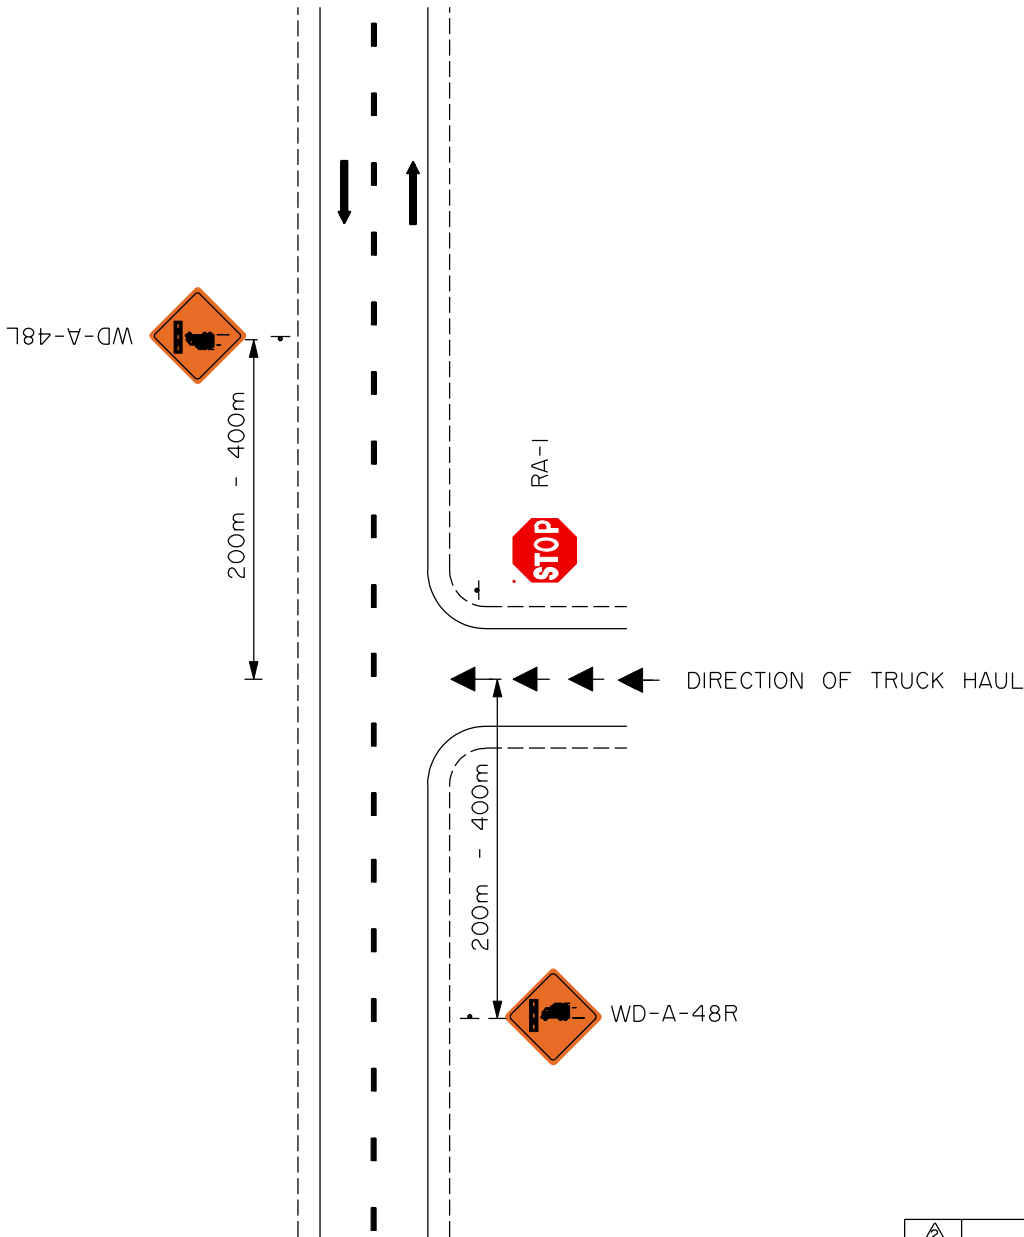 WD-A-48L
200m - 400m
RA-1
STOP
DIRECTION OF TRUCK HAUL
200m - 400m
WD-A-48R